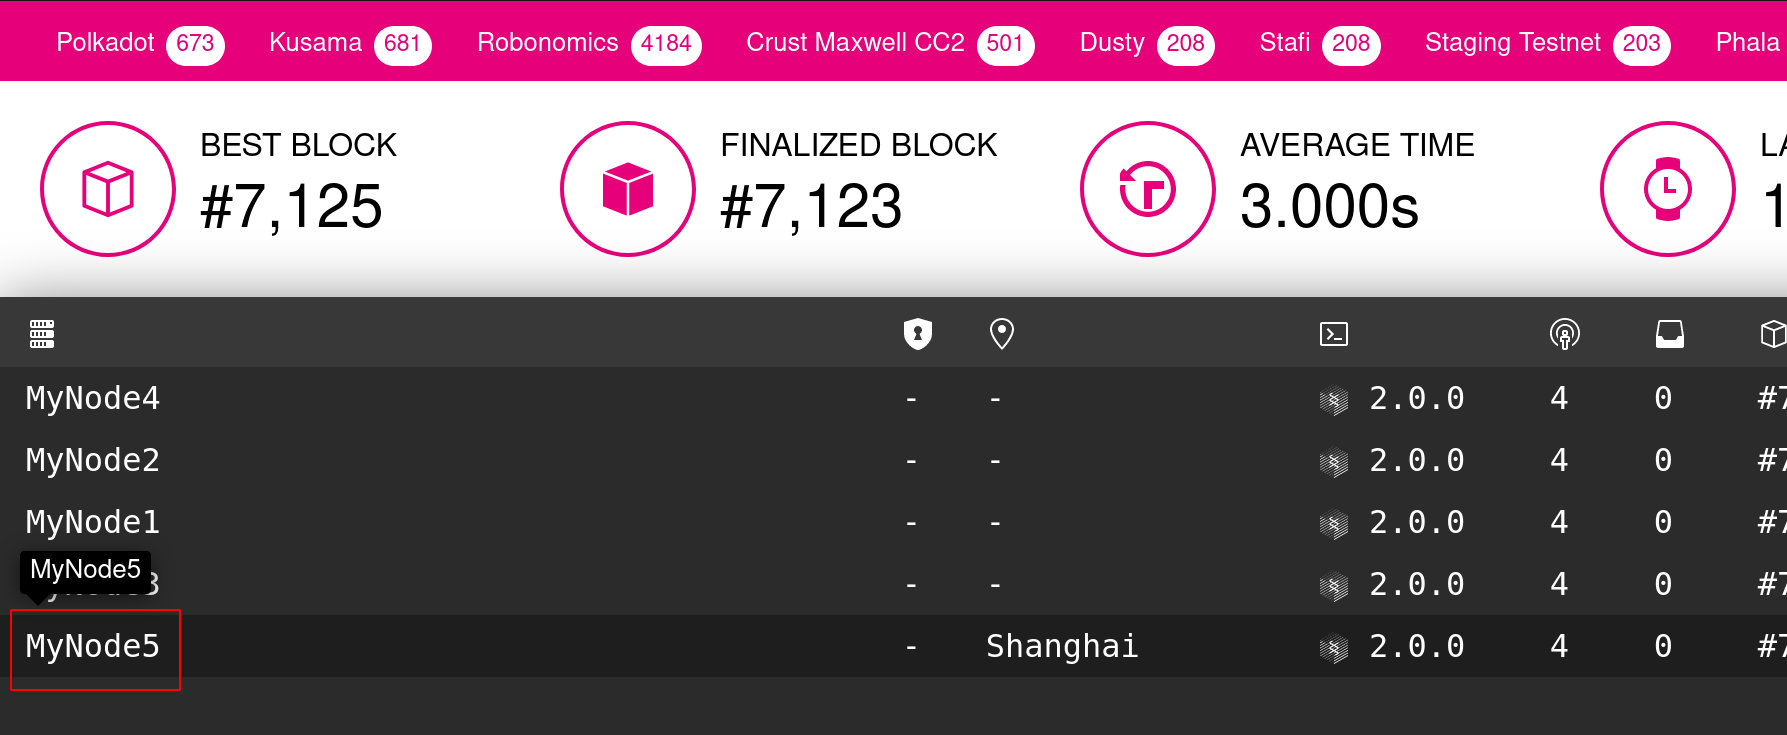 Polkadot 673 Kusama 681 Robonomics 4184 Crust Maxwell CC2 501 Dusty 208 Stafi 208 Staging Testnet 203 Phala
BEST BLOCK FINALIZED BLOCK AVERAGE TIME
#7,125 #7,123 3.000s 1
MyNode4 - - 2.0.0 4 0 #7
MyNode2 - - 2.0.0 4 0 #7
MyNode1 - - 2.0.0 4 0 #7
MyNode5
- - 2.0.0 4 0 #7
MyNode5 - Shanghai 2.0.0 4 0 #7